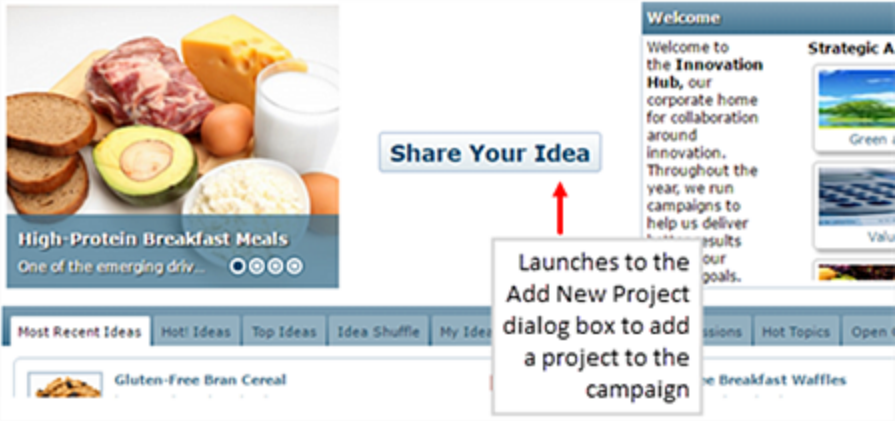 High-Protein Breakfast Meals
One of the emerging driv...
Share Your Idea
Launches to the
Add New Project
dialog box to add
a project to the
campaign
Welcome
Welcome to
the Innovation
Hub, our
corporate home
for collaboration
around
innovation.
Throughout the
year, we run
campaigns to
help us deliver
results
our
goals.
Strategic A
Green
Valu
Most Recent Ideas
Hot! Ideas
Top Ideas
Idea Shuffle
My Idea
ssions
Hot Topics
Open
Gluten-Free Bran Cereal
Breakfast Waffles